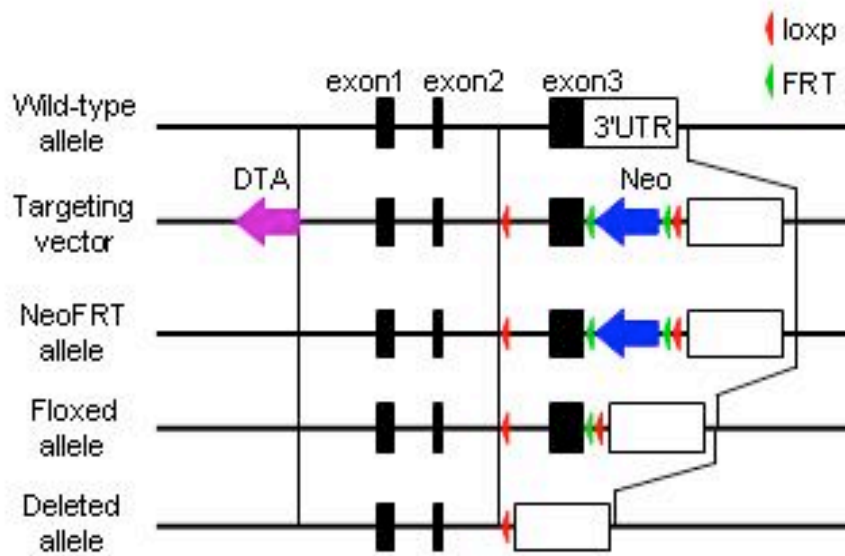 loxp
FRT
exon1 exon2 exon3
Wild-type
allele
3'UTR
DTA
Neo
Targeting
vector
NeoFRT
allele
Floxed
allele
Deleted
allele